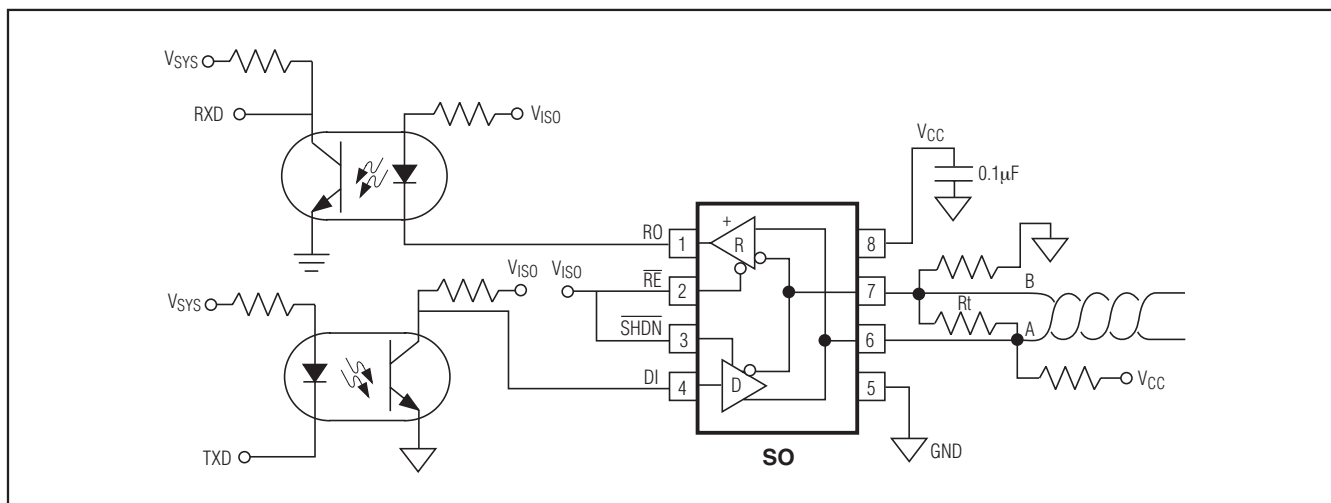 VSYS
RXD
VISO
VCC
0.1µF
RO
1
+
R
8
RE
2
VISO
VISO
7
B
VSYS
SHDN
3
Rt
A
6
DI
4
D
5
VCC
GND
TXD
SO